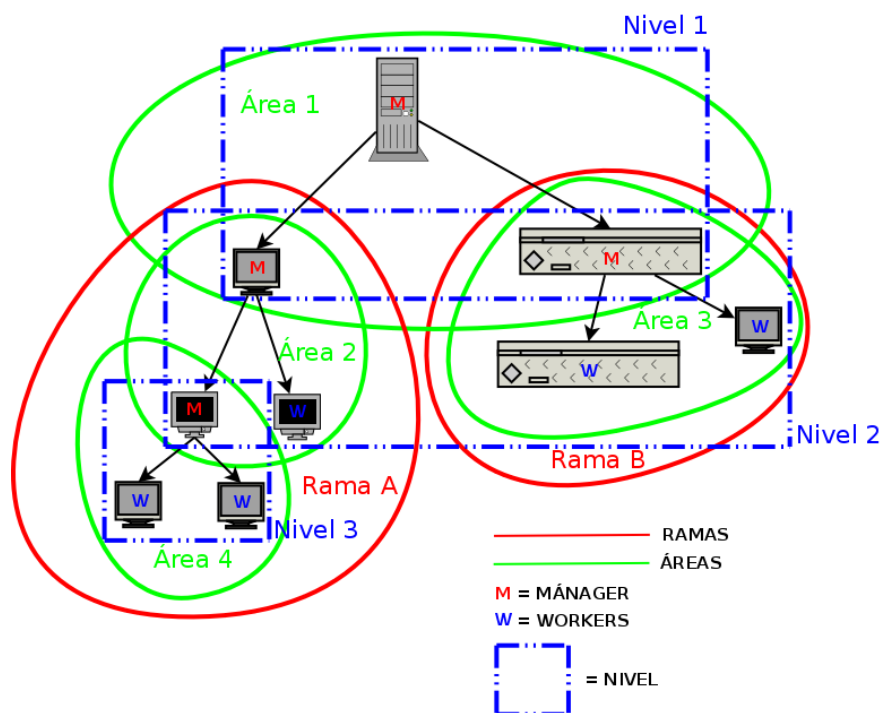 Nivel 1
Área 1
M
M
M
Área 3
W
Área 2
W
M
W
Nivel 2
Rama B
Rama A
W
W
Nivel 3
Área 4
RAMAS
ÁREAS
M = MÁNAGER
W = WORKERS
= NIVEL